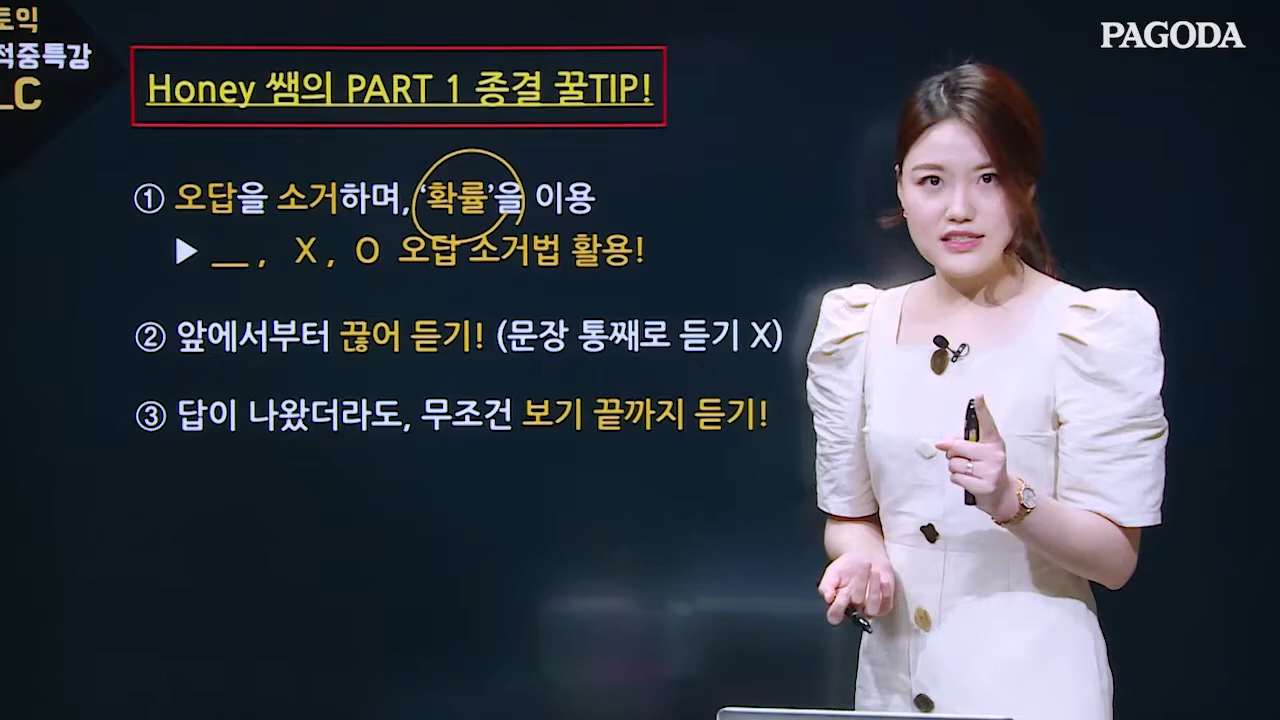 토익
적중특강
LC
PAGODA
Honey 쌤의 PART 1 종결 꿀TIP!
① 오답을 소거하며, '확률'을 이용
▶ __ , X , O 오답 소거법 활용!
② 앞에서부터 끊어 듣기! (문장 통째로 듣기 X)
③ 답이 나왔더라도, 무조건 보기 끝까지 듣기!